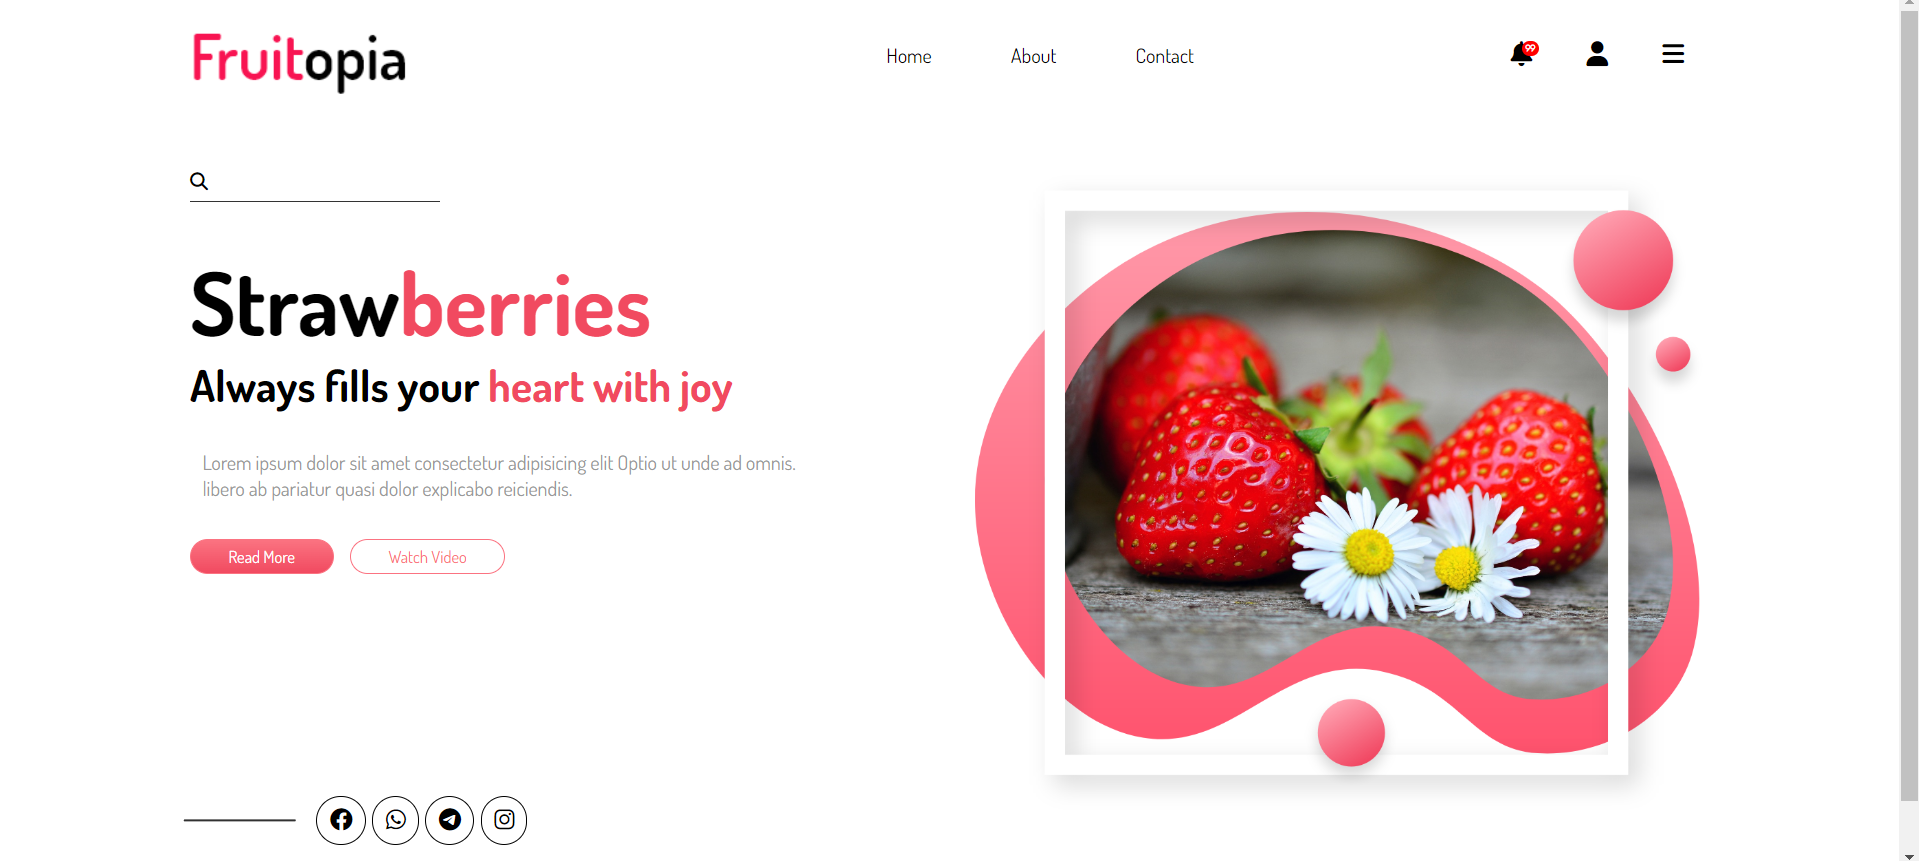 Fruitopia
Home About Contact
99
Strawberries
Always fills your heart with joy
Lorem ipsum dolor sit amet consectetur adipisicing elit Optio ut unde ad omnis.
libero ab pariatur quasi dolor explicabo reiciendis.
Read More Watch Video